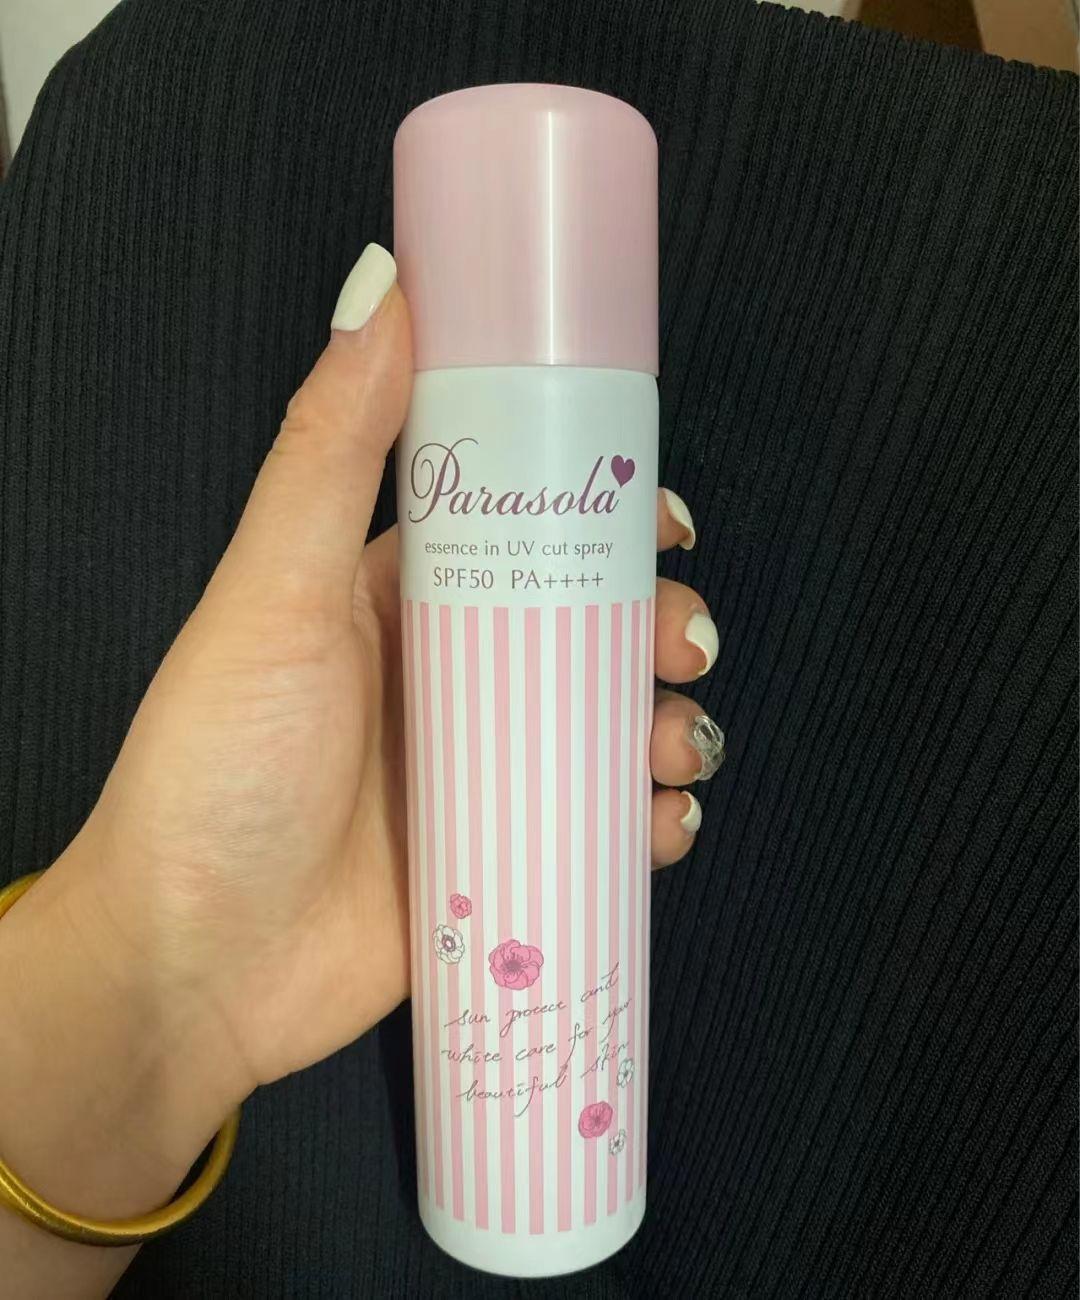 Parasola
essence in UV cut spray
SPF50 PA++++
sun protect and
white care for your
beautiful skin